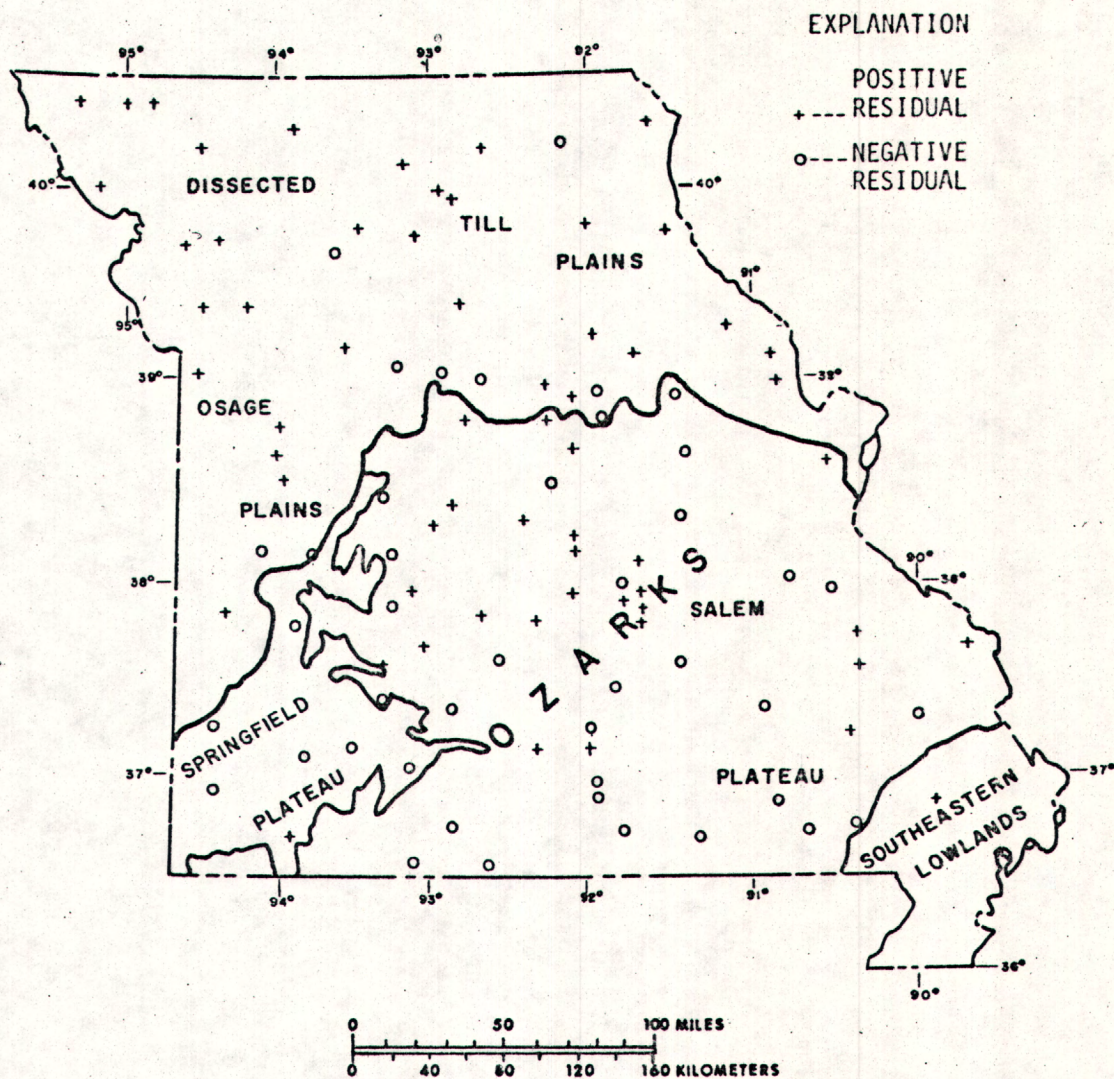 EXPLANATION
POSITIVE
+ --- RESIDUAL
o--- NEGATIVE
RESIDUAL
95° 94° 93° 92°
40° 40°
DISSECTED
TILL
PLAINS
91°
95°
39° 39°
OSAGE
PLAINS
38° 90° 38°
OZARKS
SALEM
SPRINGFIELD
PLATEAU
37° 37°
PLATEAU
SOUTHEASTERN
LOWLANDS
94° 93° 92° 91°
36°
90°
0 50 100 MILES
0 40 80 120 160 KILOMETERS